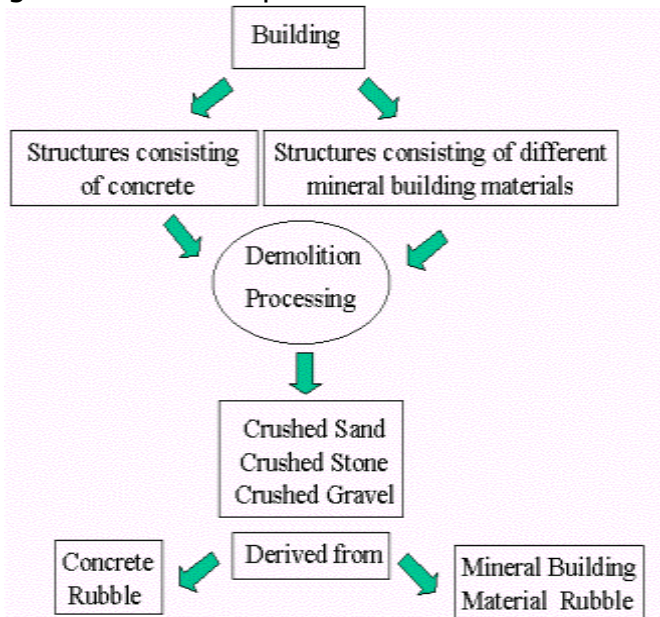 Building
Structures consisting
of concrete
Structures consisting of different
mineral building materials
Demolition
Processing
Crushed Sand
Crushed Stone
Crushed Gravel
Derived from
Concrete
Rubble
Mineral Building
Material Rubble